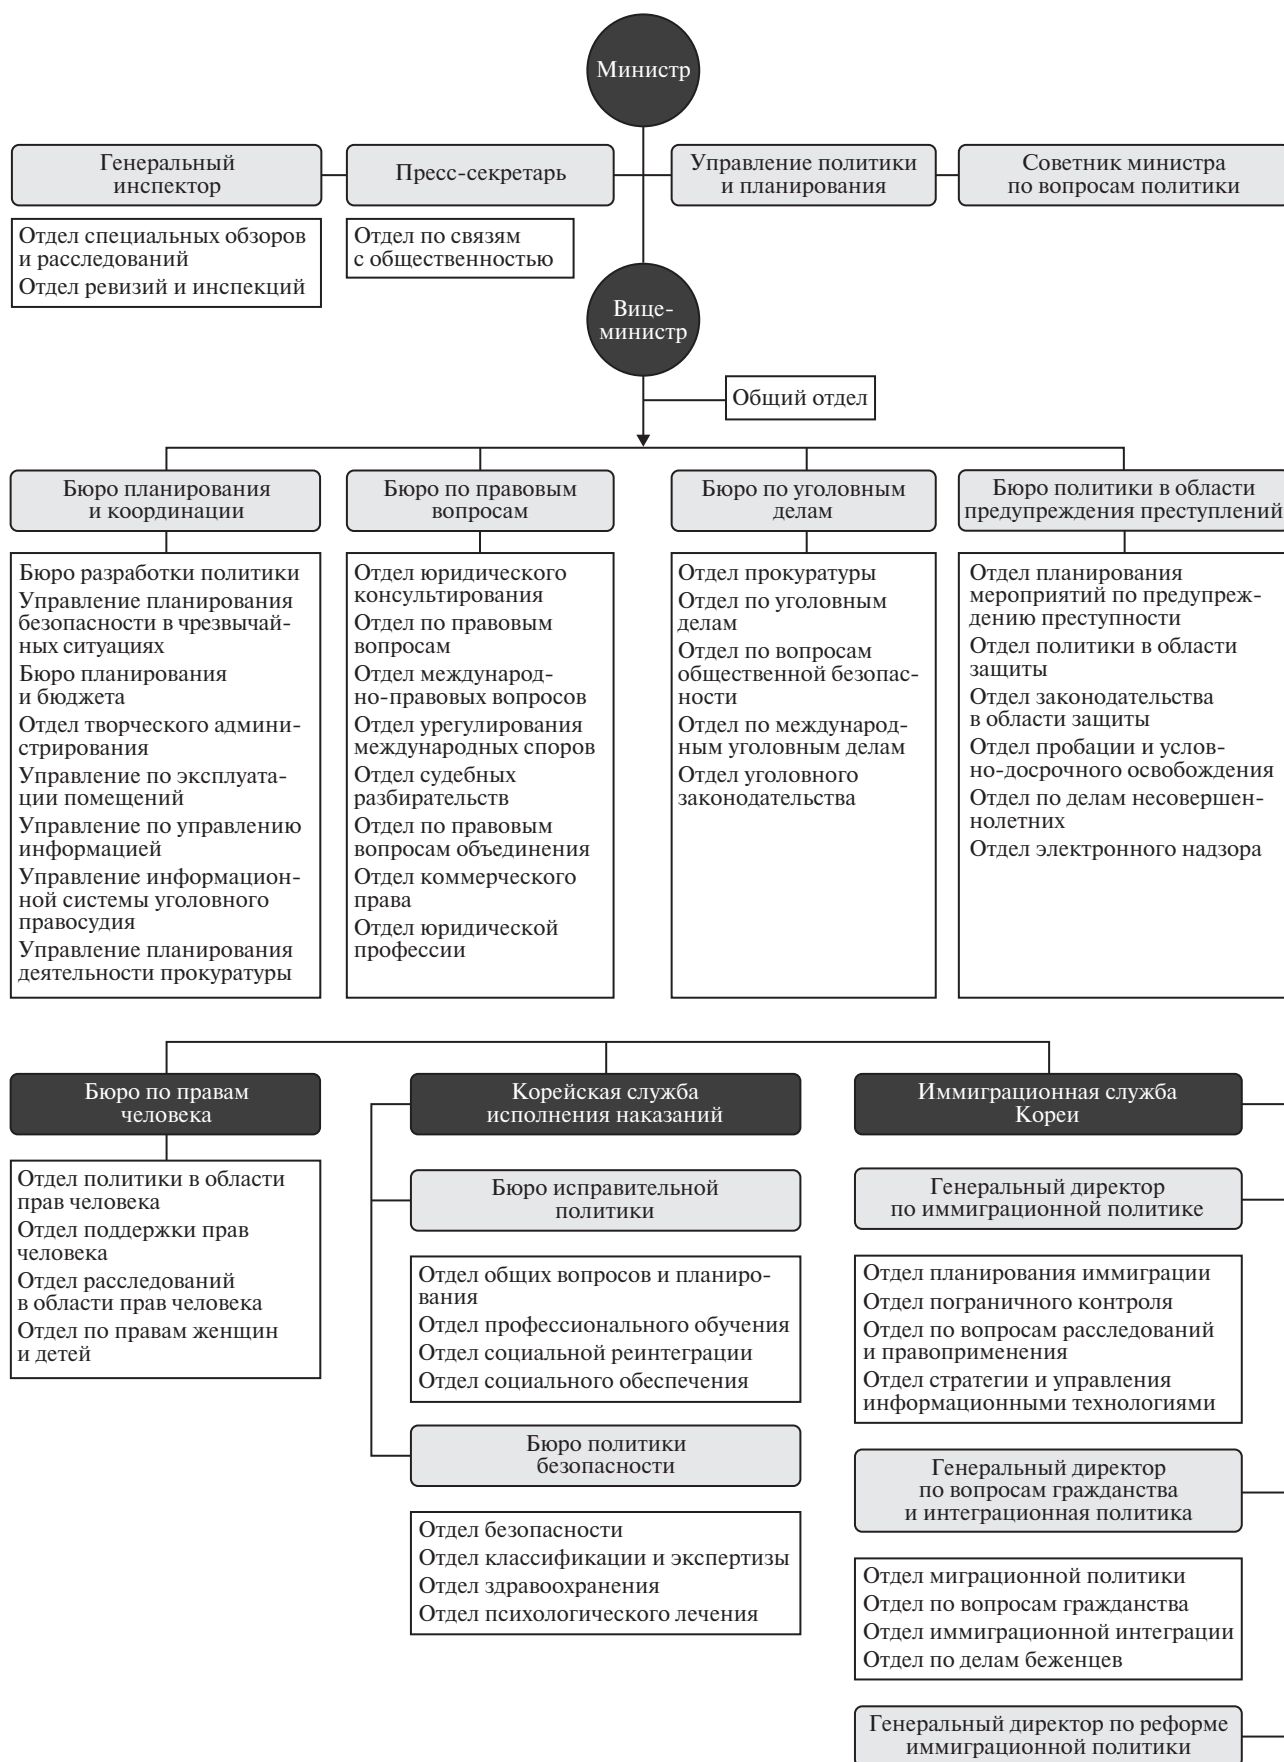 Министр
Генеральный
инспектор
Пресс-секретарь
Управление политики
и планирования
Советник министра
по вопросам политики
Отдел специальных обзоров
и расследований
Отдел ревизий и инспекций
Отдел по связям
с общественностью
Вице-
министр
Общий отдел
Бюро планирования
и координации
Бюро по правовым
вопросам
Бюро по уголовным
делам
Бюро политики в области
предупреждения преступлений
Бюро разработки политики
Управление планирования
безопасности в чрезвычай-
ных ситуациях
Бюро планирования
и бюджета
Отдел творческого админи-
стрирования
Управление по эксплуата-
ции помещений
Управление по управлению
информацией
Управление информацион-
ной системы уголовного
правосудия
Управление планирования
деятельности прокуратуры
Отдел юридического
консультирования
Отдел по правовым
вопросам
Отдел международ-
но-правовых вопросов
Отдел урегулирования
международных споров
Отдел судебных
разбирательств
Отдел по правовым
вопросам объединения
Отдел коммерческого
права
Отдел юридической
профессии
Отдел прокуратуры
Отдел по уголовным
делам
Отдел по вопросам
общественной безопас-
ности
Отдел по международ-
ным уголовным делам
Отдел уголовного
законодательства
Отдел планирования
мероприятий по предупреж-
дению преступности
Отдел политики в области
защиты
Отдел законодательства
в области защиты
Отдел пробации и услов-
но-досрочного освобождения
Отдел по делам несовершен-
нолетних
Отдел электронного надзора
Бюро по правам
человека
Корейская служба
исполнения наказаний
Иммиграционная служба
Кореи
Отдел политики в области
прав человека
Отдел поддержки прав
человека
Отдел расследований
в области прав человека
Отдел по правам женщин
и детей
Бюро исправительной
политики
Отдел общих вопросов и планиро-
вания
Отдел профессионального обучения
Отдел социальной реинтеграции
Отдел социального обеспечения
Бюро политики
безопасности
Отдел безопасности
Отдел классификации и экспертизы
Отдел здравоохранения
Отдел психологического лечения
Генеральный директор
по иммиграционной политике
Отдел планирования иммиграции
Отдел пограничного контроля
Отдел по вопросам расследований
и правоприменения
Отдел стратегии и управления
информационными технологиями
Генеральный директор
по вопросам гражданства
и интеграционная политика
Отдел миграционной политики
Отдел по вопросам гражданства
Отдел иммиграционной интеграции
Отдел по делам беженцев
Генеральный директор по реформе
иммиграционной политики